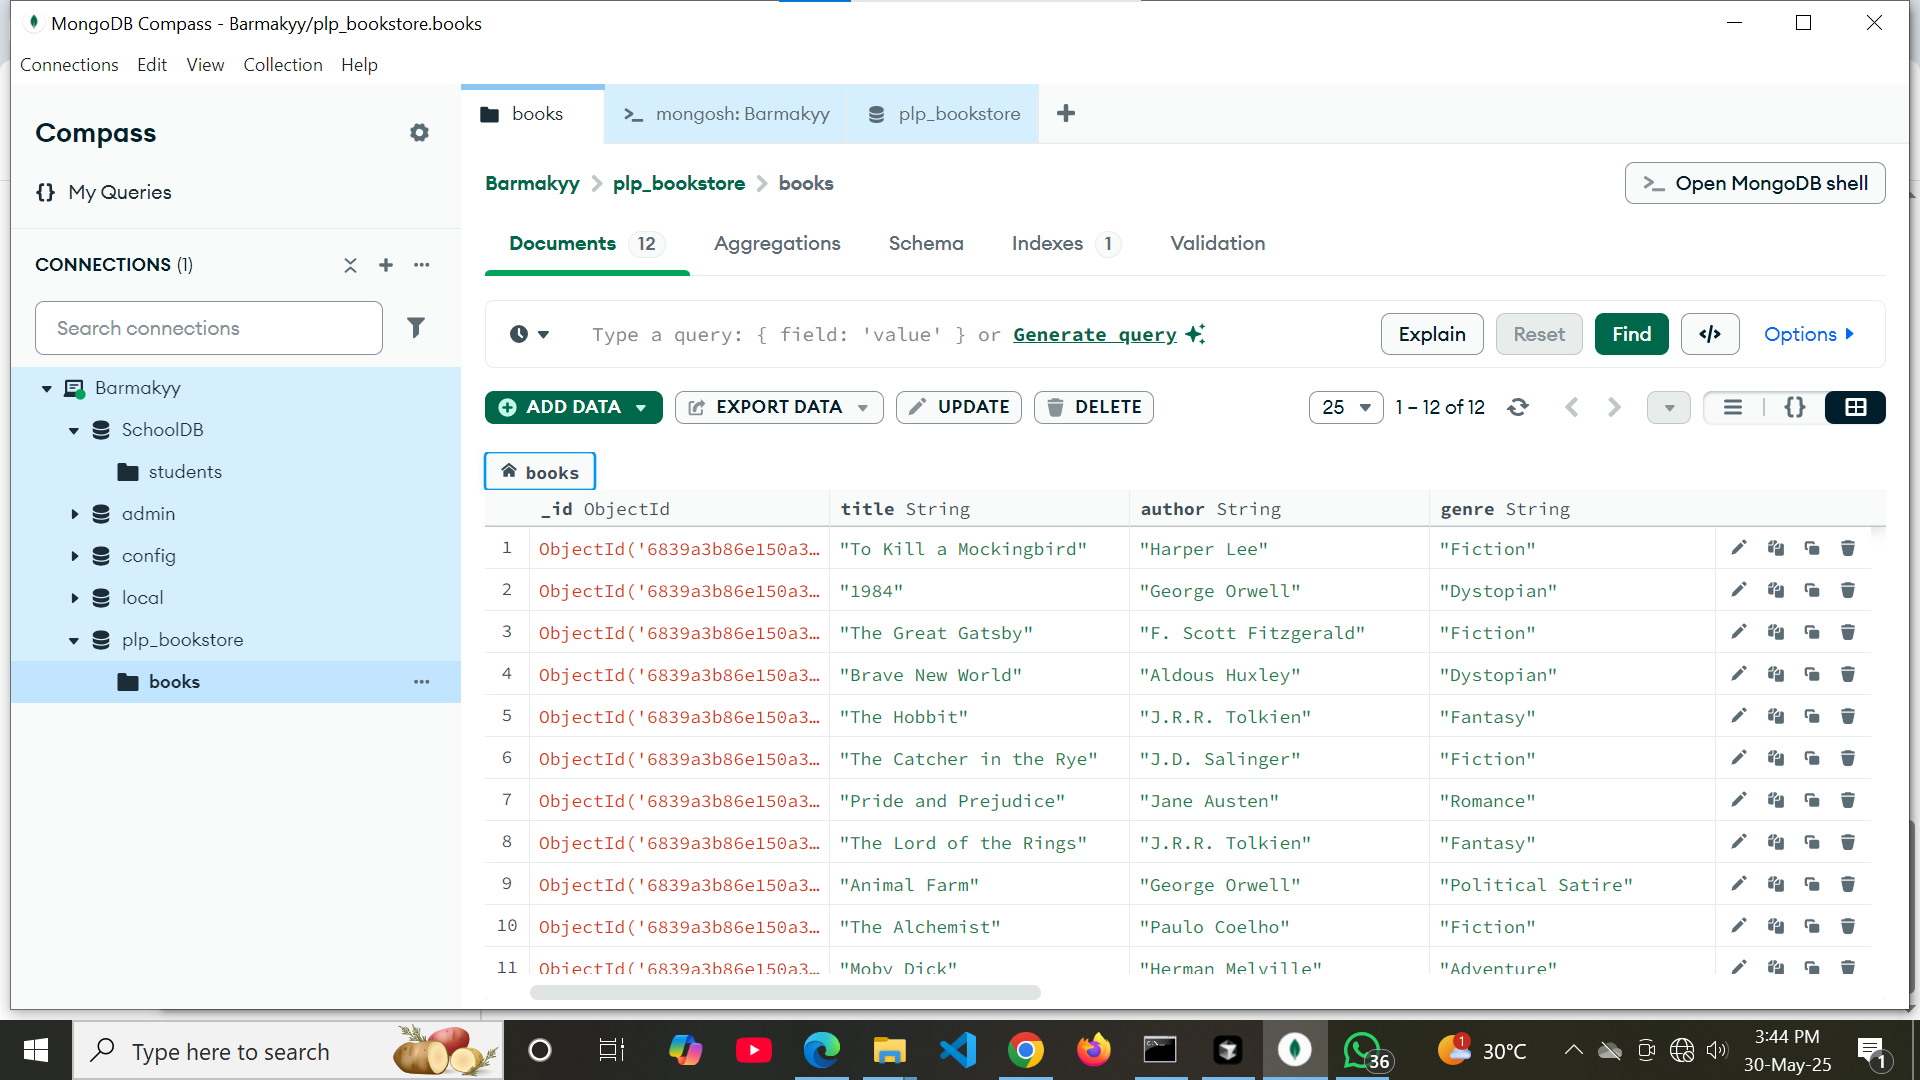 MongoDB Compass - Barmakyy/plp_bookstore.books
Connections Edit View Collection Help
Compass
{} My Queries
CONNECTIONS (1)
Search connections
Barmakyy
SchoolDB
students
admin
config
local
plp_bookstore
books
books
>_ mongosh: Barmakyy
plp_bookstore
Barmakyy > plp_bookstore > books
>_ Open MongoDB shell
Documents 12 Aggregations Schema Indexes 1 Validation
Type a query: { field: 'value' } or Generate query
Explain Reset Find </> Options
ADD DATA EXPORT DATA UPDATE DELETE 25 1 – 12 of 12 {}
books
_id ObjectId title String author String genre String
1 ObjectId('6839a3b86e150a3… "To Kill a Mockingbird" "Harper Lee" "Fiction"
2 ObjectId('6839a3b86e150a3… "1984" "George Orwell" "Dystopian"
3 ObjectId('6839a3b86e150a3… "The Great Gatsby" "F. Scott Fitzgerald" "Fiction"
4 ObjectId('6839a3b86e150a3… "Brave New World" "Aldous Huxley" "Dystopian"
5 ObjectId('6839a3b86e150a3… "The Hobbit" "J.R.R. Tolkien" "Fantasy"
6 ObjectId('6839a3b86e150a3… "The Catcher in the Rye" "J.D. Salinger" "Fiction"
7 ObjectId('6839a3b86e150a3… "Pride and Prejudice" "Jane Austen" "Romance"
8 ObjectId('6839a3b86e150a3… "The Lord of the Rings" "J.R.R. Tolkien" "Fantasy"
9 ObjectId('6839a3b86e150a3… "Animal Farm" "George Orwell" "Political Satire"
10 ObjectId('6839a3b86e150a3… "The Alchemist" "Paulo Coelho" "Fiction"
11 ObjectId('6839a3b86e150a3… "Moby Dick" "Herman Melville" "Adventure"
Type here to search
36
1
30°C
3:44 PM
30-May-25
1